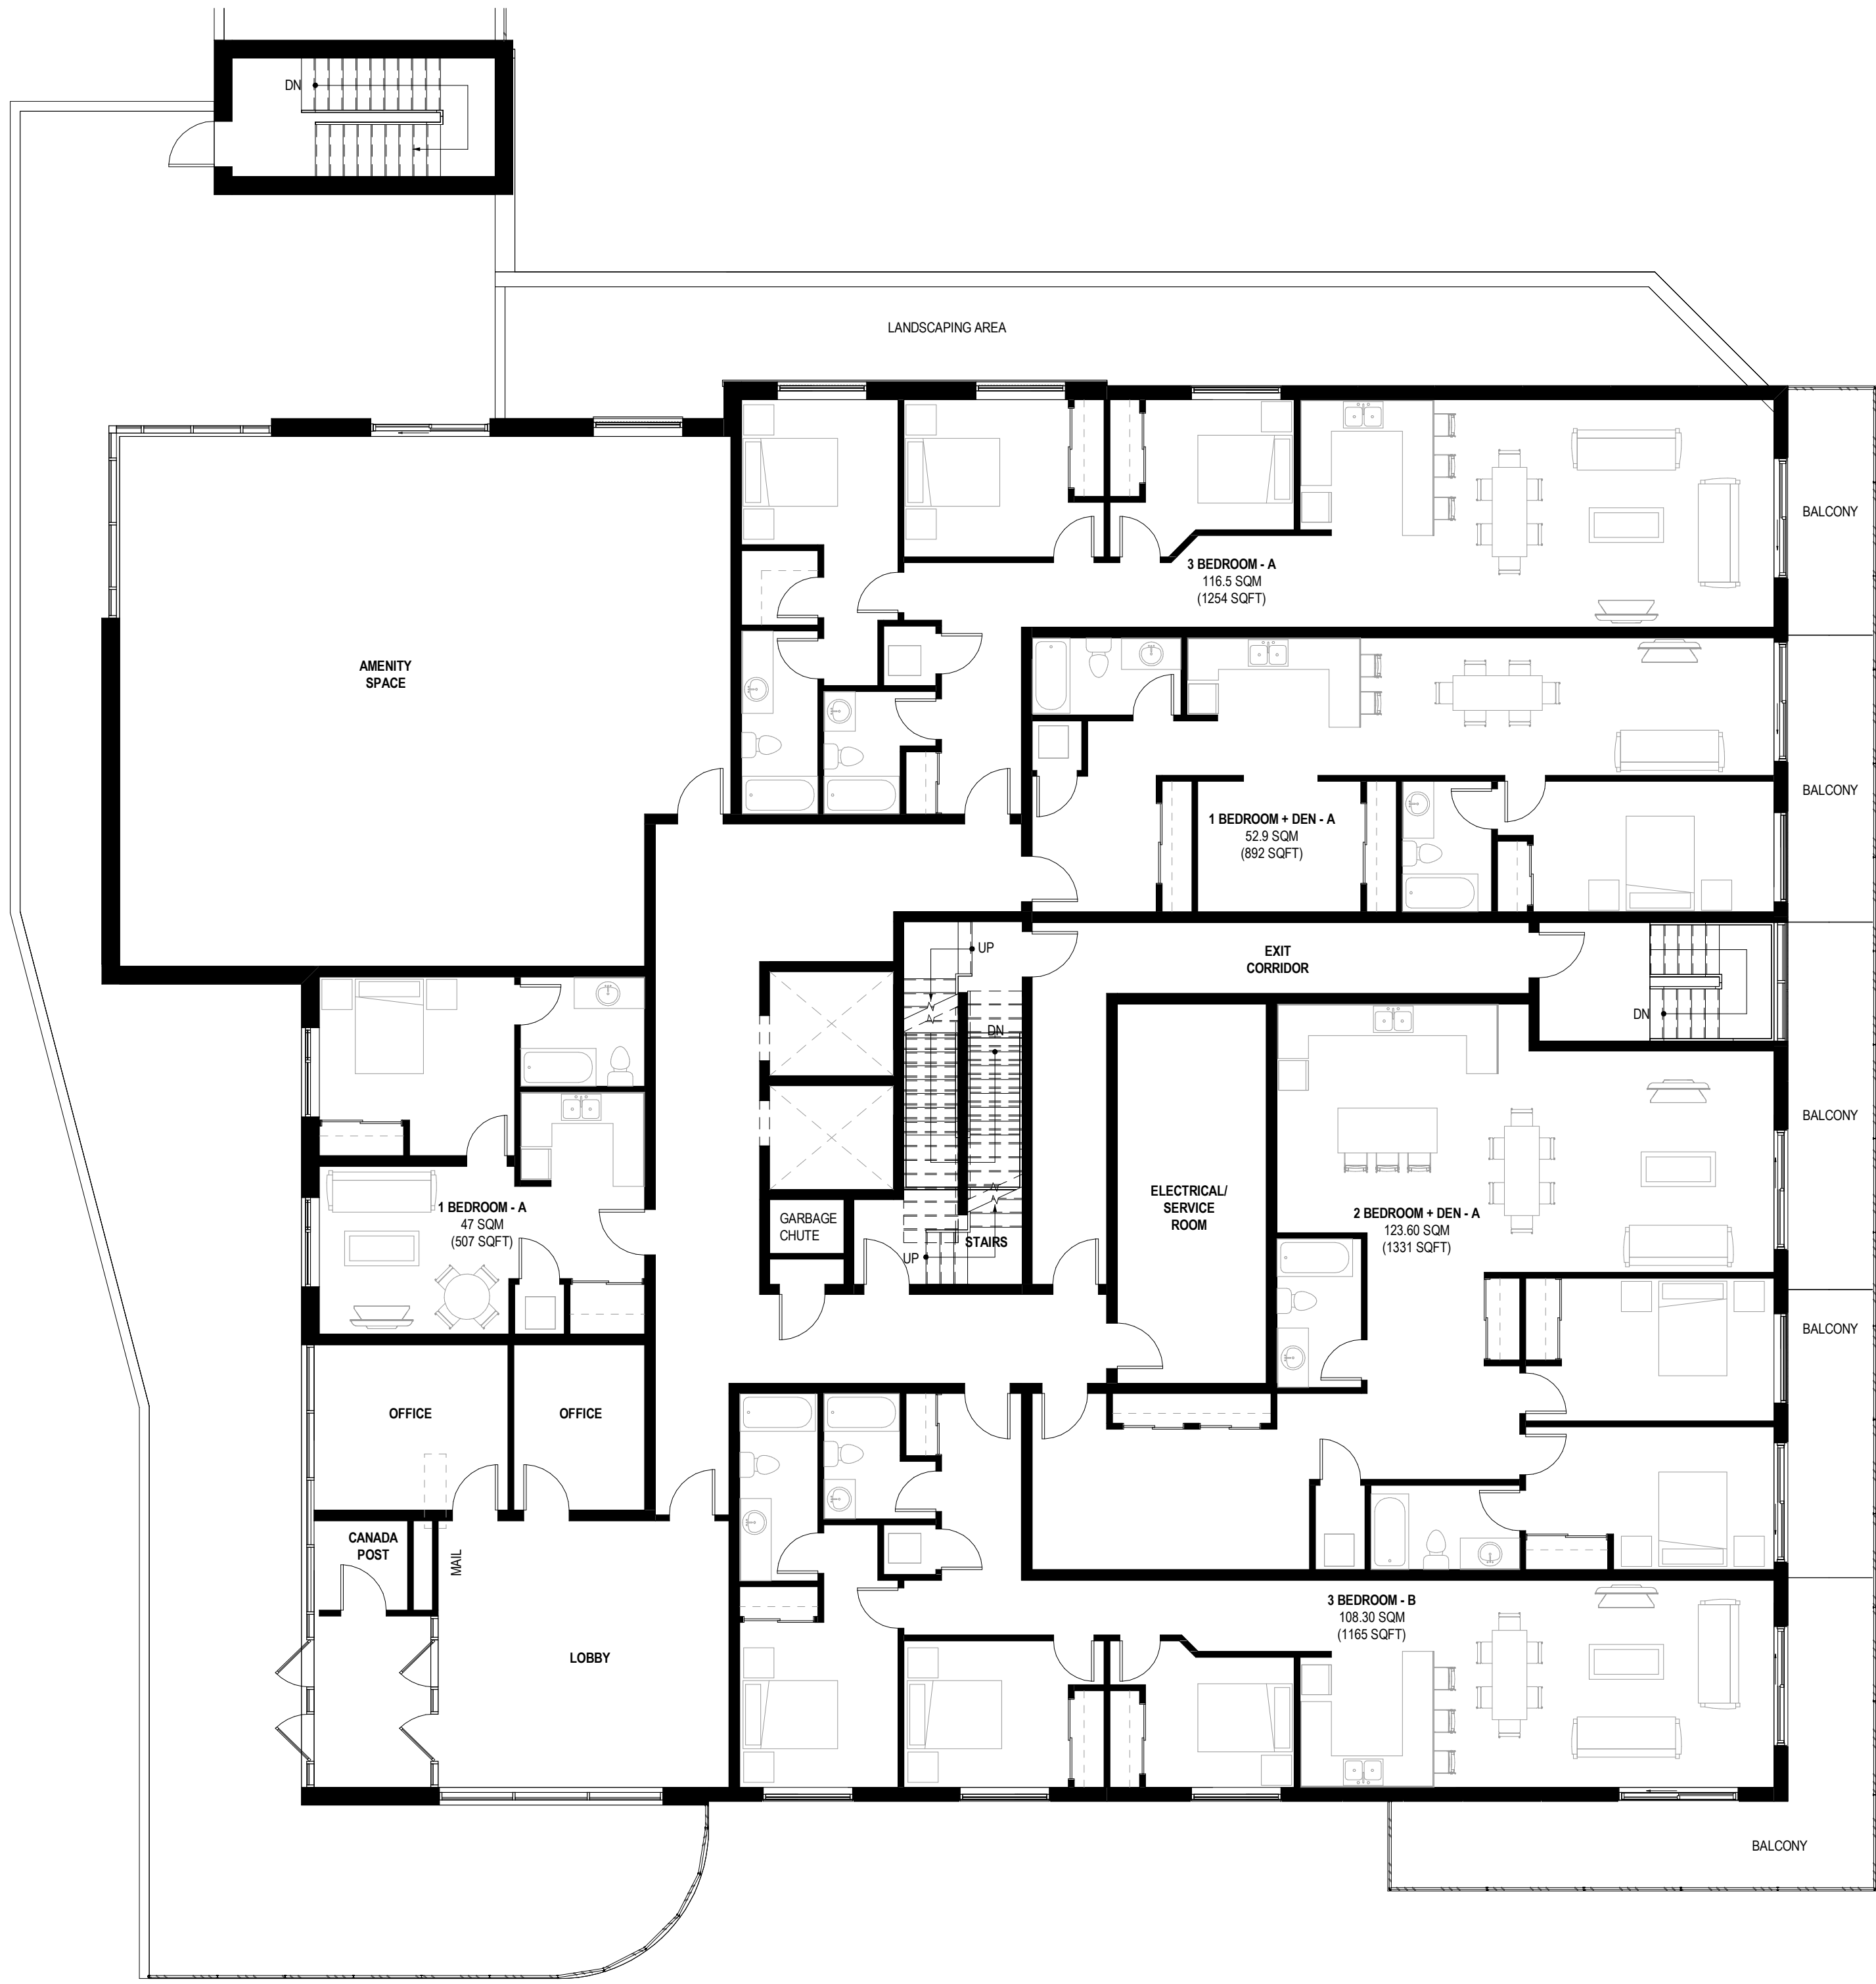 DN
LANDSCAPING AREA
BALCONY
3 BEDROOM - A
116.5 SQM
(1254 SQFT)
AMENITY
SPACE
BALCONY
1 BEDROOM + DEN - A
52.9 SQM
(892 SQFT)
UP
EXIT
CORRIDOR
DN
DN
BALCONY
1 BEDROOM - A
47 SQM
(507 SQFT)
GARBAGE
CHUTE
UP
STAIRS
ELECTRICAL/
SERVICE
ROOM
2 BEDROOM + DEN - A
123.60 SQM
(1331 SQFT)
BALCONY
OFFICE
OFFICE
CANADA
POST
MAIL
LOBBY
3 BEDROOM - B
108.30 SQM
(1165 SQFT)
BALCONY